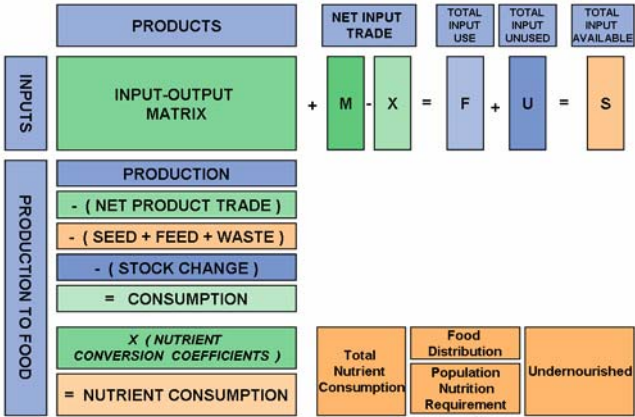 PRODUCTS
NET INPUT
TRADE
TOTAL
INPUT
USE
TOTAL
INPUT
UNUSED
TOTAL
INPUT
AVAILABLE
INPUTS
INPUT-OUTPUT
MATRIX
+ M - X = F + U = S
PRODUCTION TO FOOD
PRODUCTION
- ( NET PRODUCT TRADE )
- ( SEED + FEED + WASTE )
- ( STOCK CHANGE )
= CONSUMPTION
X ( NUTRIENT
CONVERSION COEFFICIENTS )
= NUTRIENT CONSUMPTION
Total
Nutrient
Consumption
Food
Distribution
Population
Nutrition
Requirement
Undernourished